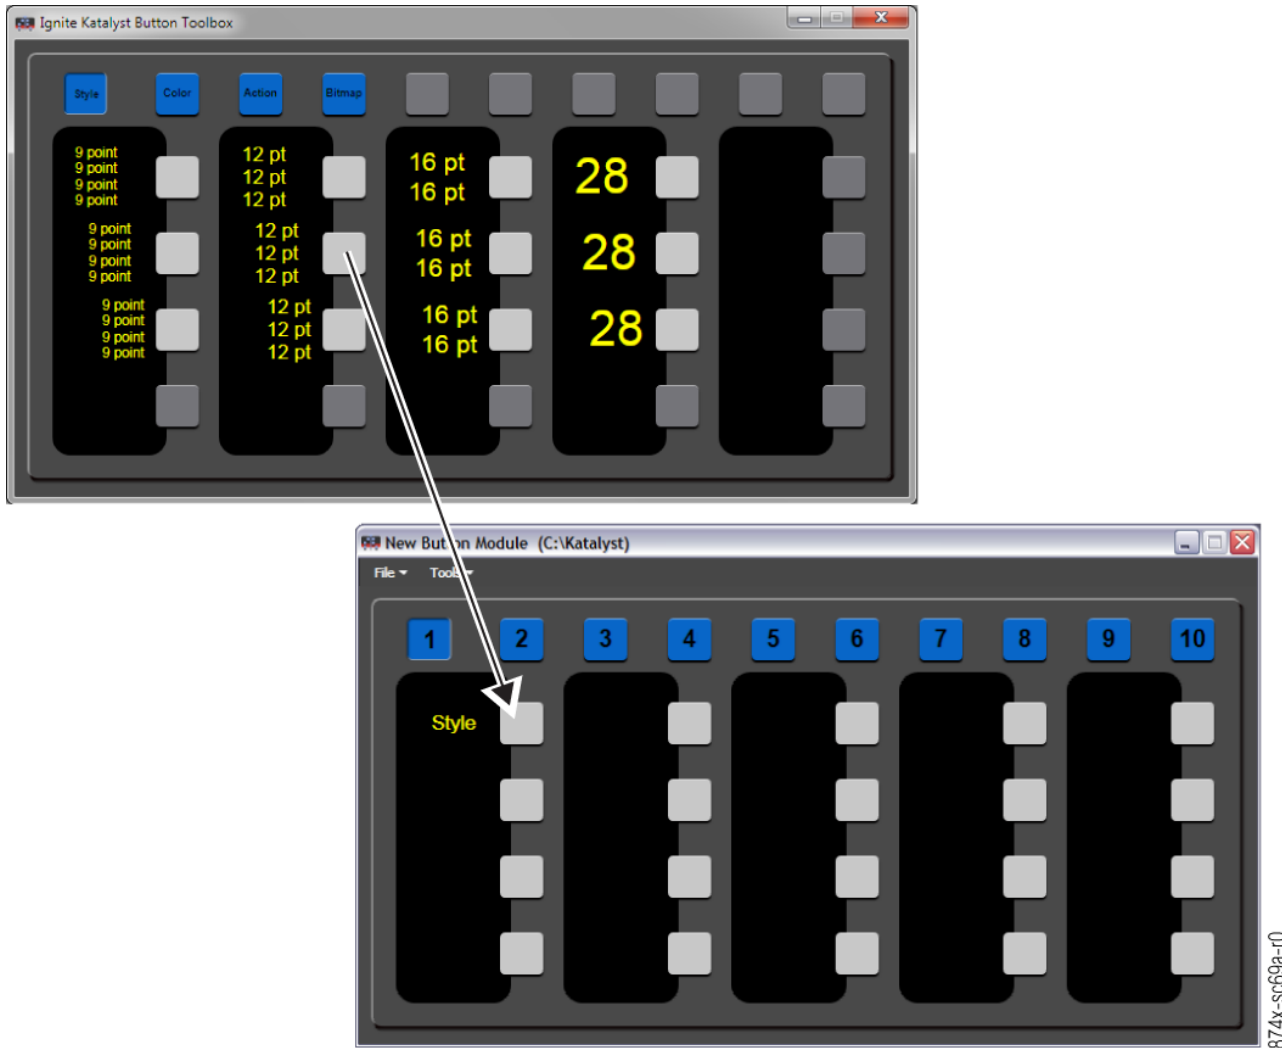 Ignite Katalyst Button Toolbox
Style Color Action Bitmap
9 point
9 point
9 point
9 point
12 pt
12 pt
12 pt
16 pt
16 pt
28
9 point
9 point
9 point
9 point
12 pt
12 pt
12 pt
16 pt
16 pt
28
9 point
9 point
9 point
9 point
12 pt
12 pt
12 pt
16 pt
16 pt
28
New Button Module (C:\Katalyst)
File Tools
1 2 3 4 5 6 7 8 9 10
Style
874x-sc69a-r0